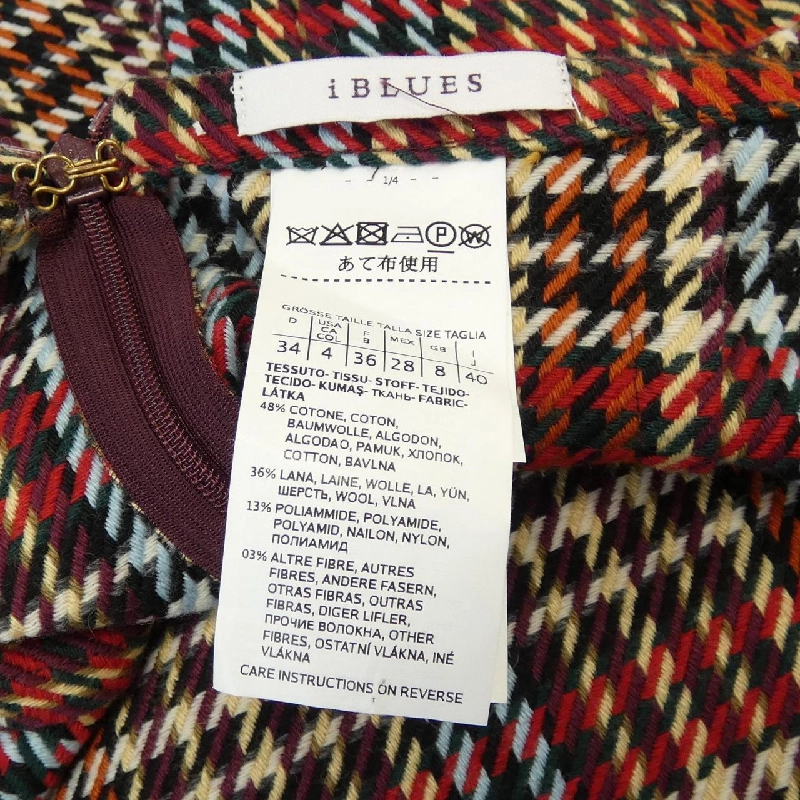 iBLUES
- - 1/4 - -
P
W
あて布使用
GRÖSSE TAILLE TALLA SIZE TAGLIA
D USA CA COL F B MEX GB I J
34 4 36 28 8 40
TESSUTO- TISSU- STOFF- TEJIDO-
TECIDO- KUMAŞ- ТКАНЬ- FABRIC-
LÁTKA
48% COTONE, COTON,
BAUMWOLLE, ALGODON,
ALGODAO, PAMUK, ХЛОПОК,
COTTON, BAVLNA
36% LANA, LAINE, WOLLE, LA, YÜN,
ШЕРСТЬ, WOOL, VLNA
13% POLIAMMIDE, POLYAMIDE,
POLYAMID, NAILON, NYLON,
ПОЛИАМИД
03% ALTRE FIBRE, AUTRES
FIBRES, ANDERE FASERN,
OTRAS FIBRAS, OUTRAS
FIBRAS, DIGER LIFLER,
ПРОЧИЕ ВОЛОКНА, OTHER
FIBRES, OSTATNÍ VLÁKNA, INÉ
VLÁKNA
CARE INSTRUCTIONS ON REVERSE